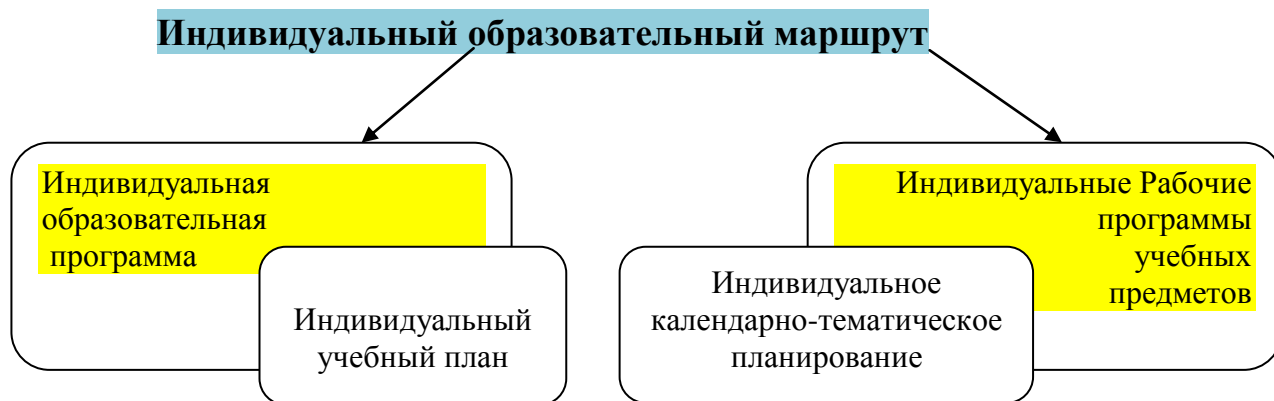 Индивидуальный образовательный маршрут
Индивидуальная
образовательная
программа
Индивидуальный
учебный план
Индивидуальные Рабочие
программы
учебных
предметов
Индивидуальное
календарно-тематическое
планирование